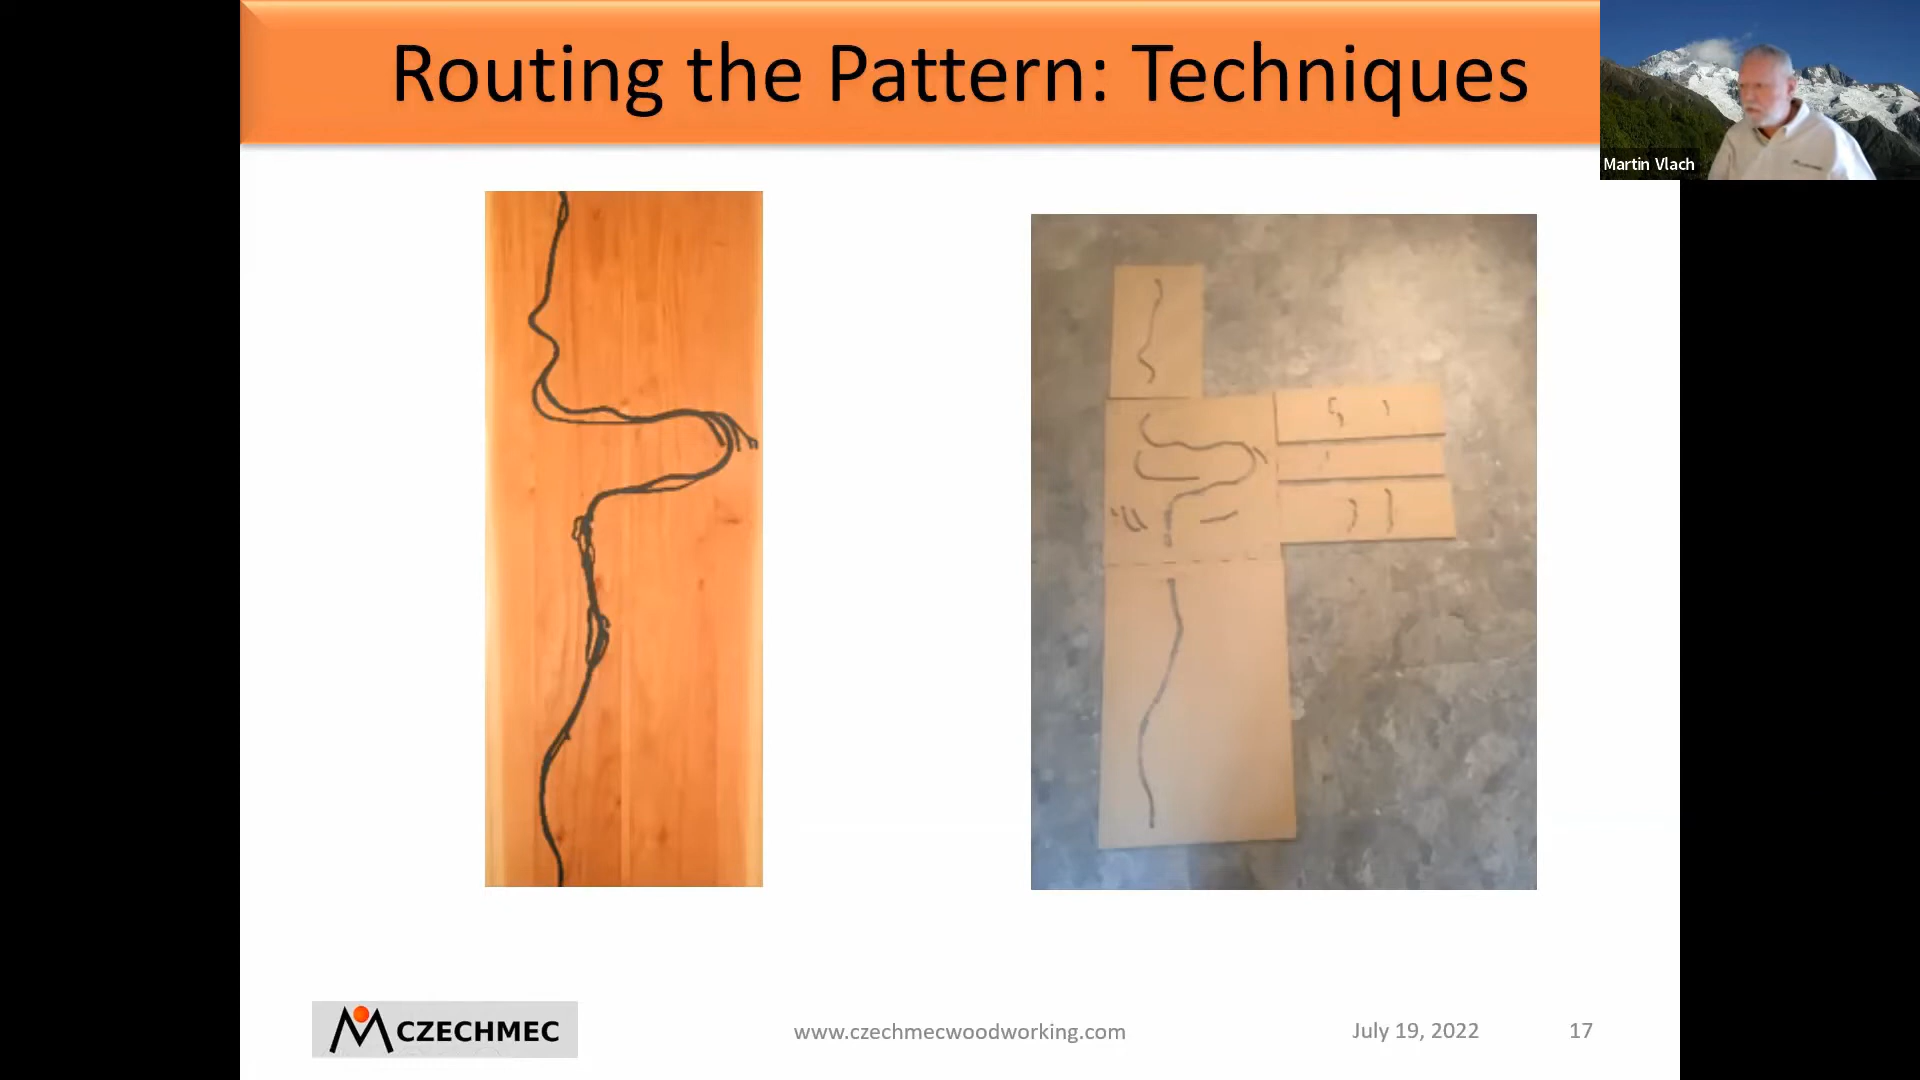 Routing the Pattern: Techniques
Martin Vlach
CZECHMEC
www.czechmecwoodworking.com
July 19, 2022
17